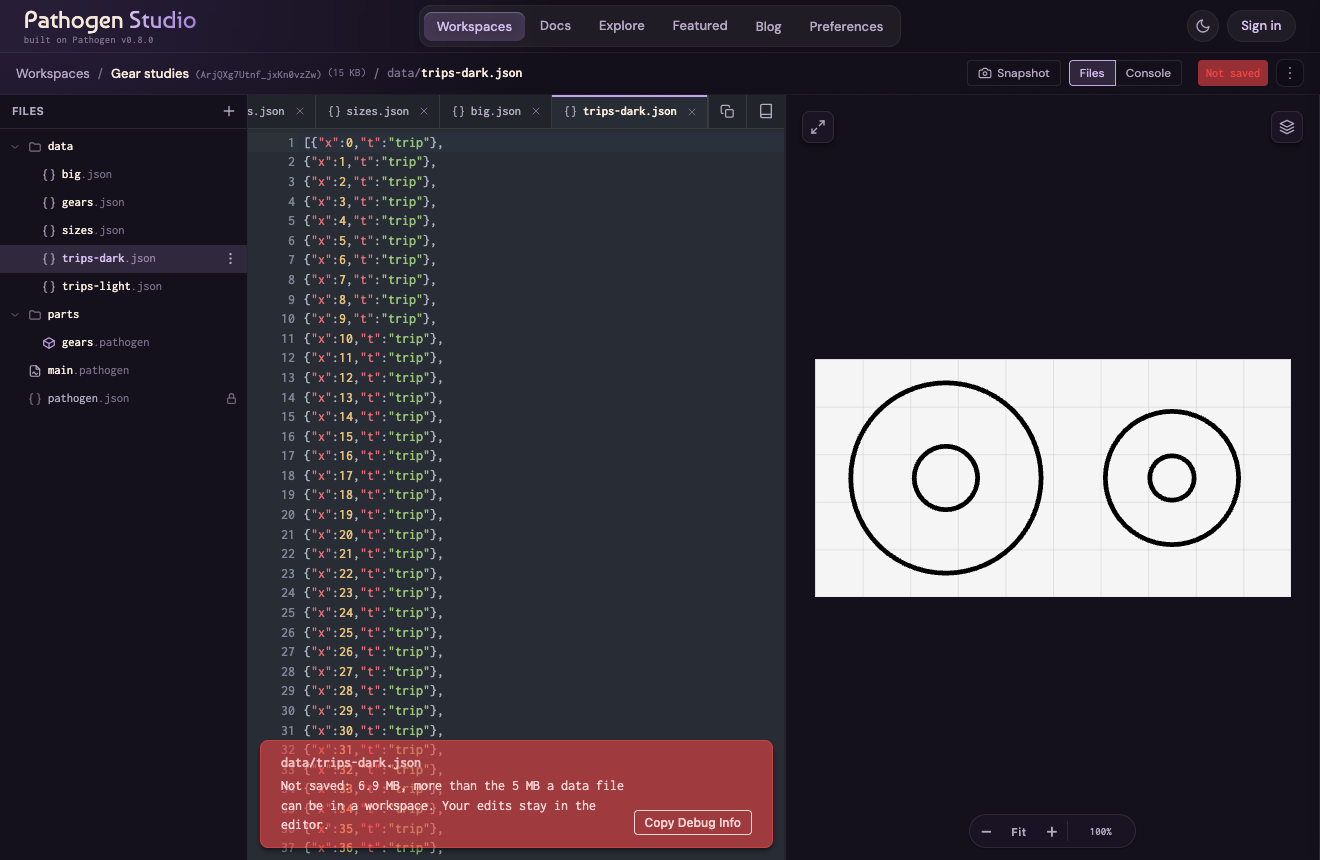 Pathogen Studio
built on Pathogen v0.8.0
Workspaces Docs Explore Featured Blog Preferences
Sign in
Workspaces / Gear studies (ArjQXg7Utnf_jxKn0vzZw) (15 KB) / data/trips-dark.json
Snapshot Files Console Not saved
FILES
s.json {} sizes.json {} big.json {} trips-dark.json
data
{} big.json
{} gears.json
{} sizes.json
{} trips-dark.json
{} trips-light.json
parts
gears.pathogen
main.pathogen
{} pathogen.json
1 [{"x":0,"t":"trip"},
2 {"x":1,"t":"trip"},
3 {"x":2,"t":"trip"},
4 {"x":3,"t":"trip"},
5 {"x":4,"t":"trip"},
6 {"x":5,"t":"trip"},
7 {"x":6,"t":"trip"},
8 {"x":7,"t":"trip"},
9 {"x":8,"t":"trip"},
10 {"x":9,"t":"trip"},
11 {"x":10,"t":"trip"},
12 {"x":11,"t":"trip"},
13 {"x":12,"t":"trip"},
14 {"x":13,"t":"trip"},
15 {"x":14,"t":"trip"},
16 {"x":15,"t":"trip"},
17 {"x":16,"t":"trip"},
18 {"x":17,"t":"trip"},
19 {"x":18,"t":"trip"},
20 {"x":19,"t":"trip"},
21 {"x":20,"t":"trip"},
22 {"x":21,"t":"trip"},
23 {"x":22,"t":"trip"},
24 {"x":23,"t":"trip"},
25 {"x":24,"t":"trip"},
26 {"x":25,"t":"trip"},
27 {"x":26,"t":"trip"},
28 {"x":27,"t":"trip"},
29 {"x":28,"t":"trip"},
30 {"x":29,"t":"trip"},
31 {"x":30,"t":"trip"},
32 {"x":31,"t":"trip"},
data/trips-dark.json
Not saved: 6.9 MB, more than the 5 MB a data file
can be in a workspace. Your edits stay in the
editor.
Copy Debug Info
37 {"x":36,"t":"trip"},
Fit 100%